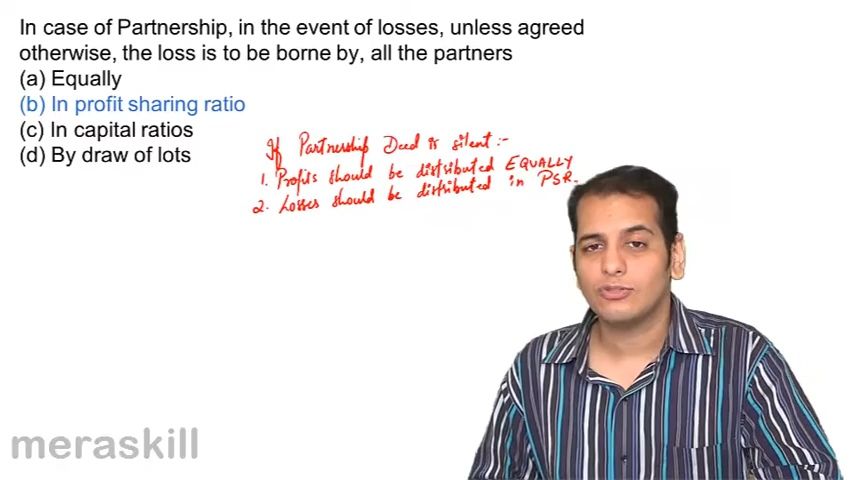 In case of Partnership, in the event of losses, unless agreed
otherwise, the loss is to be borne by, all the partners
(a) Equally
(b) In profit sharing ratio
(c) In capital ratios
(d) By draw of lots
If Partnership Deed is silent :-
1. Profits should be distributed EQUALLY
2. Losses should be distributed in PSR.
meraskill